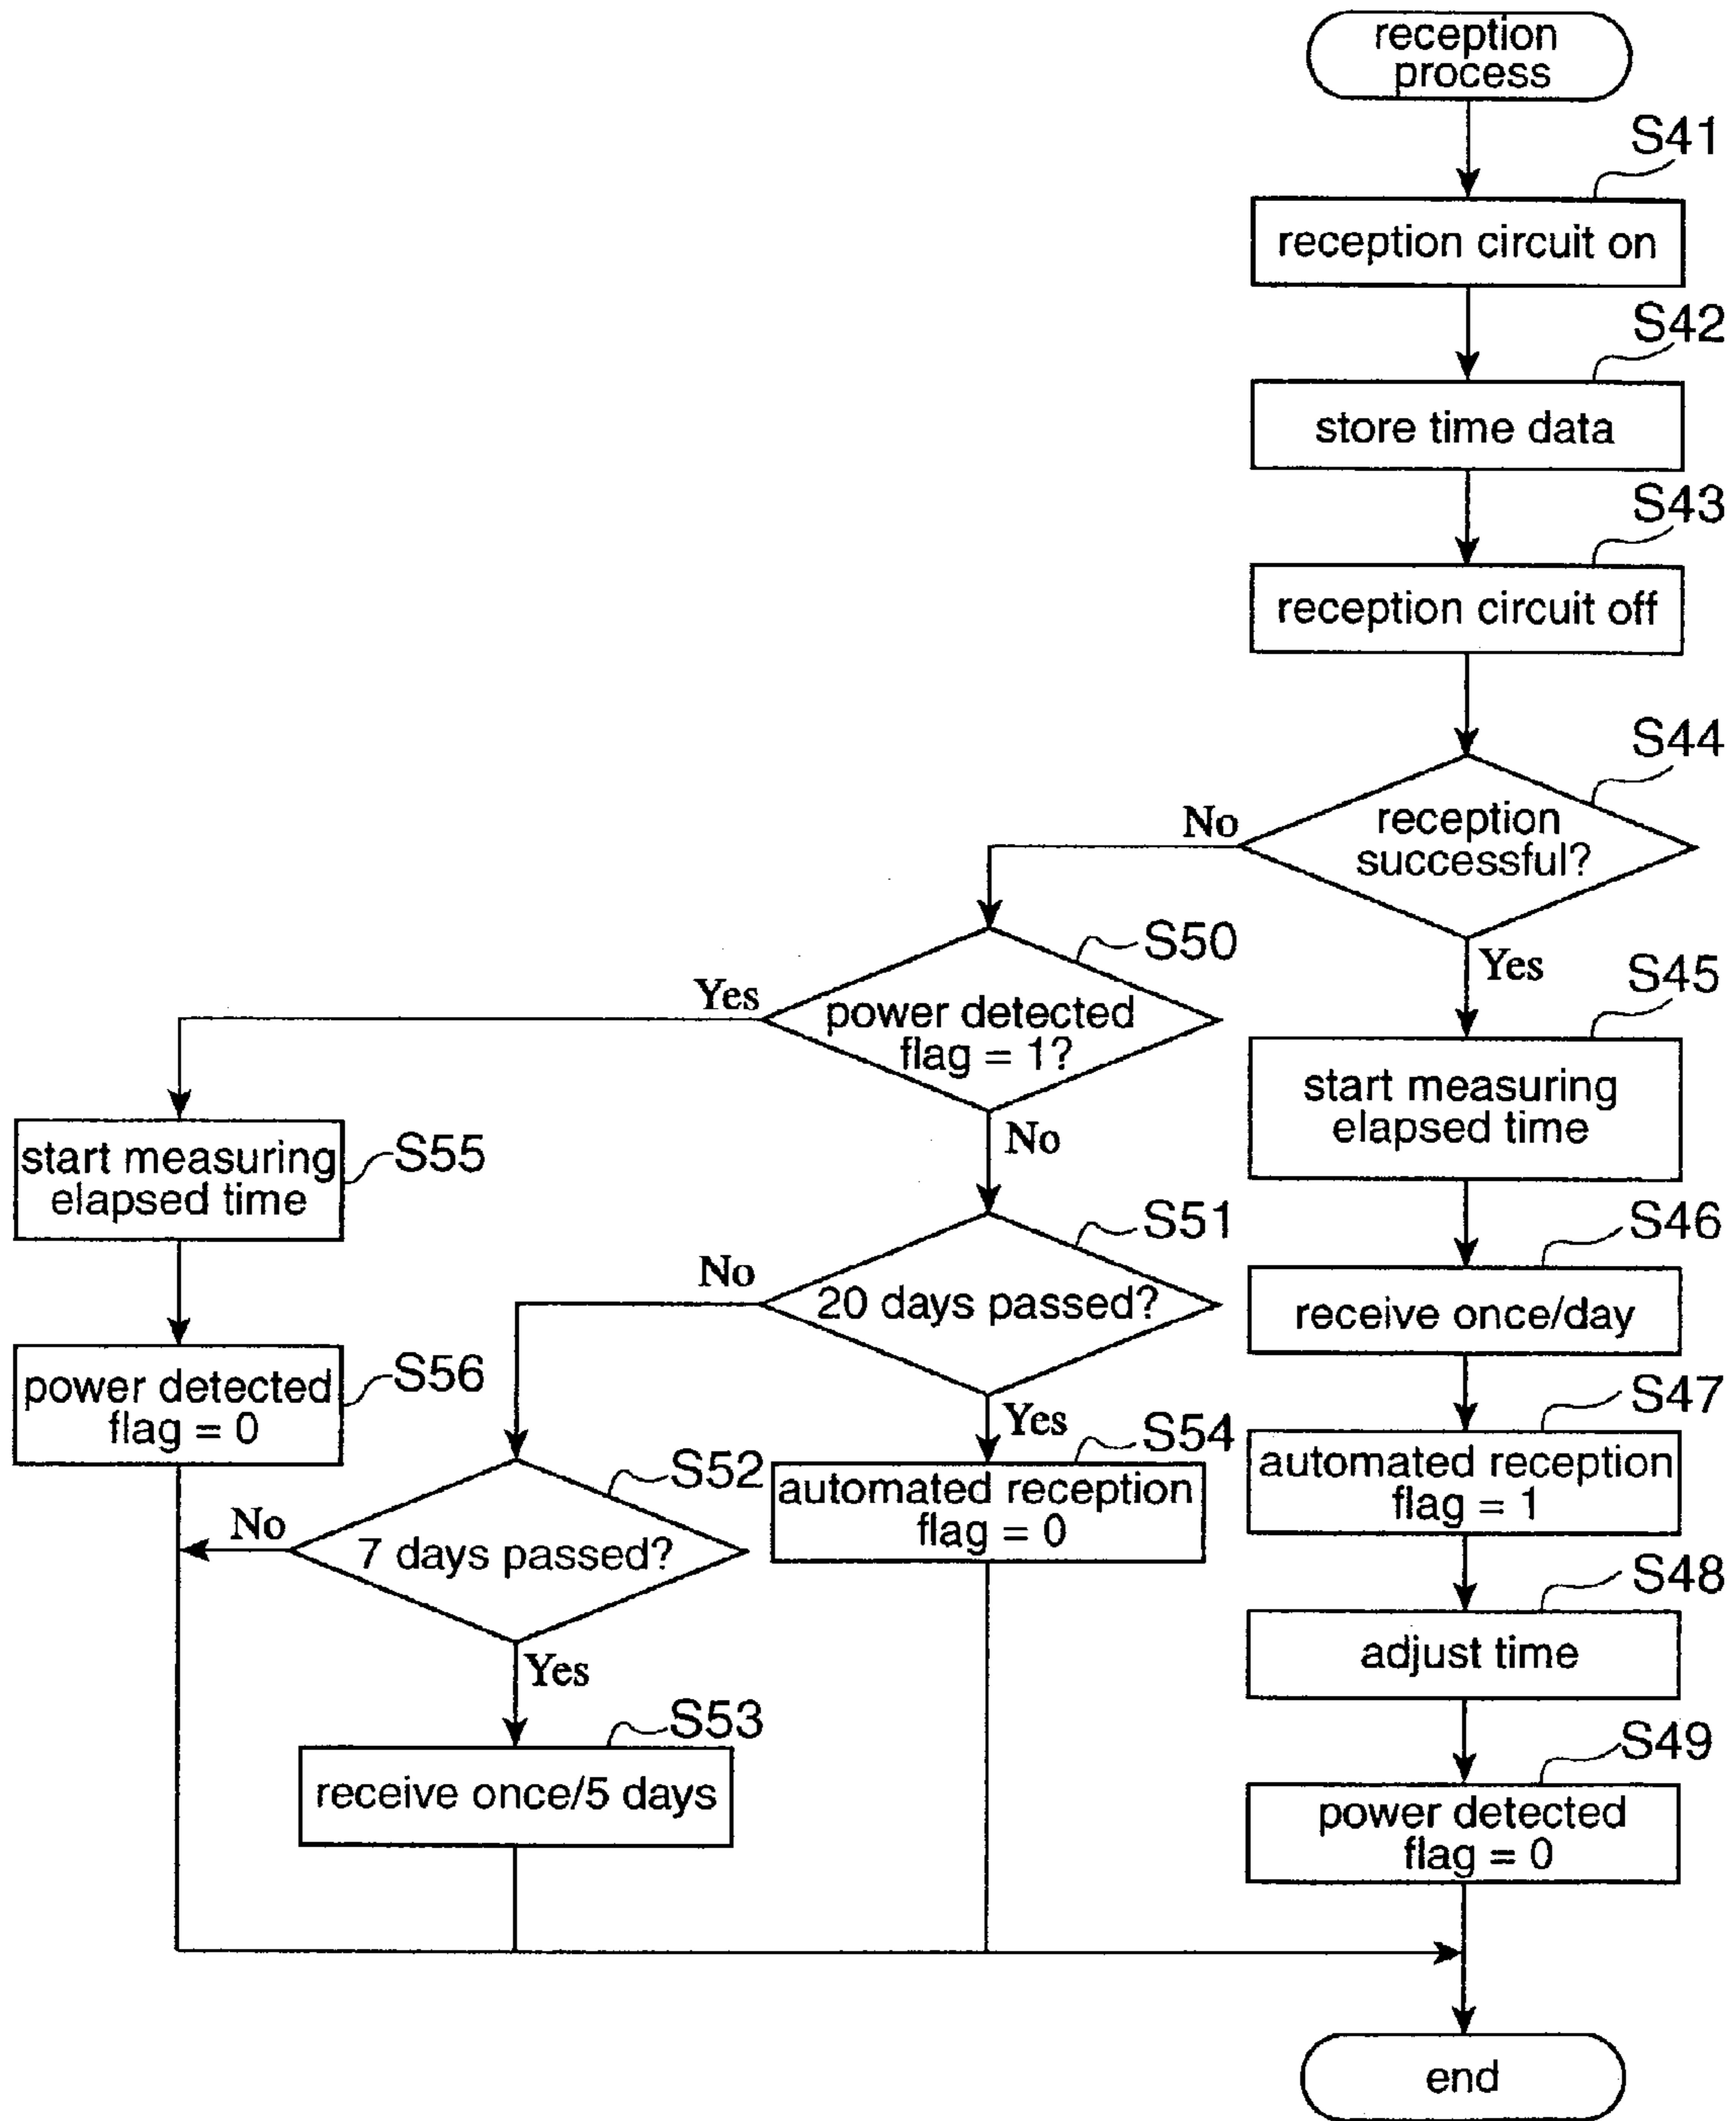 reception
process
S41
reception circuit on
S42
store time data
S43
reception circuit off
S44
reception
successful?
No
Yes
S50
power detected
flag = 1?
Yes
No
S45
start measuring
elapsed time
S55
start measuring
elapsed time
S51
20 days passed?
No
Yes
S46
receive once/day
S56
power detected
flag = 0
S47
automated reception
flag = 1
S54
automated reception
flag = 0
S52
7 days passed?
No
Yes
S48
adjust time
S53
receive once/5 days
S49
power detected
flag = 0
end